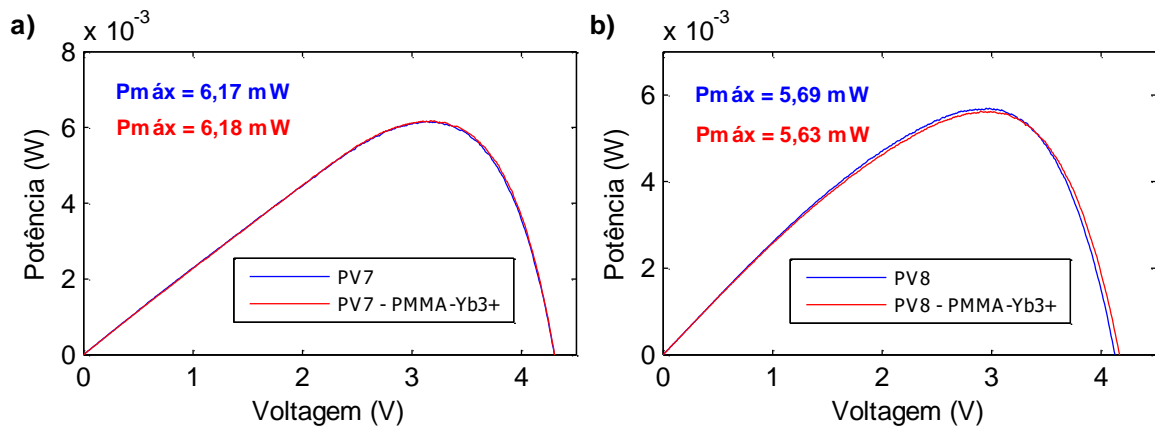 a)
x 10-3
8
6
4
2
0
Potência (W)
Pmáx = 6,17 mW
Pmáx = 6,18 mW
PV7
PV7 - PMMA-Yb3+
0 1 2 3 4
Voltagem (V)
b)
x 10-3
6
4
2
0
Potência (W)
Pmáx = 5,69 mW
Pmáx = 5,63 mW
PV8
PV8 - PMMA-Yb3+
0 1 2 3 4
Voltagem (V)